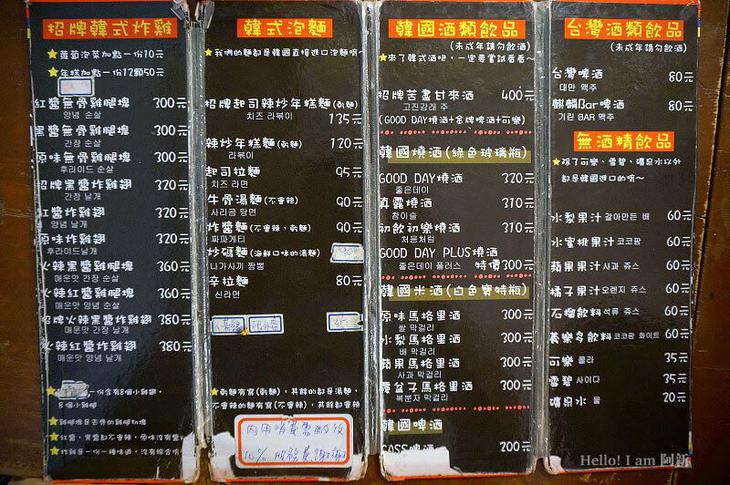 招牌韓式炸雞
★蘿蔔泡菜加點一份10元
★年糕加點一份12顆50元
紅醬無骨雞腿塊 300元
양념 순살
黑醬無骨雞腿塊 300元
간장 순살
原味無骨雞腿塊 300元
후라이드 순살
招牌黑醬炸雞翅 320元
간장 날개
紅醬炸雞翅 320元
양념 날개
原味炸雞翅 320元
후라이드 날개
火辣黑醬雞腿塊 360元
매운맛 간장 순살
火辣紅醬雞腿塊 360元
매운맛 양념 순살
招牌火辣黑醬炸雞翅 380元
매운맛 간장 날개
火辣紅醬炸雞翅 380元
매운맛 양념 날개
韓式泡麵
★我們的麵都是韓國直接進口泡麵唷~
招牌起司辣炒年糕麵(乾麵)
치즈 라볶이 135元
辣炒年糕麵(乾麵) 120元
라볶이
起司拉麵 95元
치즈 라면
牛骨湯麵(不辣) 90元
사리곰 탕면
炸醬麵(不辣,乾麵) 90元
짜파게티
炒碼麵(海鮮口味的湯麵)
나가사끼 짬뽕
辛拉麵 80元
신라면
內用消費需酌收
10% 服務費,謝謝
韓國酒類飲品
(未成年請勿飲酒)
★來了韓式酒吧,一定要嘗試看看~
招牌苦盡甘來酒 400元
고진감래 주
(GOOD DAY燒酒+金牌啤酒+可樂)
韓國燒酒(綠色玻璃瓶)
GOOD DAY燒酒 320元
좋은데이
真露燒酒 310元
참이슬
初飲初樂燒酒 310元
처음처럼
GOOD DAY PLUS燒酒
좋은데이 플러스 特價300元
韓國米酒(白色寶特瓶)
原味馬格里酒 300元
쌀 막걸리
水梨馬格里酒 300元
배 막걸리
蘋果馬格里酒 300元
사과 막걸리
覆盆子馬格里酒 300元
복분자 막걸리
韓國啤酒
CASS啤酒 200元
台灣酒類飲品
(未成年請勿飲酒)
台灣啤酒 80元
대만 맥주
麒麟Bar啤酒 80元
기린 BAR 맥주
無酒精飲品
★除了可樂、雪碧、礦泉水以外
都是韓國進口的唷~
水梨果汁 갈아만든 배 60元
水蜜桃果汁 코코팜 60元
蘋果果汁 사과 쥬스 60元
橘子果汁 오렌지 쥬스 60元
石榴飲料 석류 쥬스 60元
養樂多飲料 코코팜 화이트 60元
可樂 콜라 35元
雪碧 사이다 35元
礦泉水 물 20元
Hello! I am 阿新